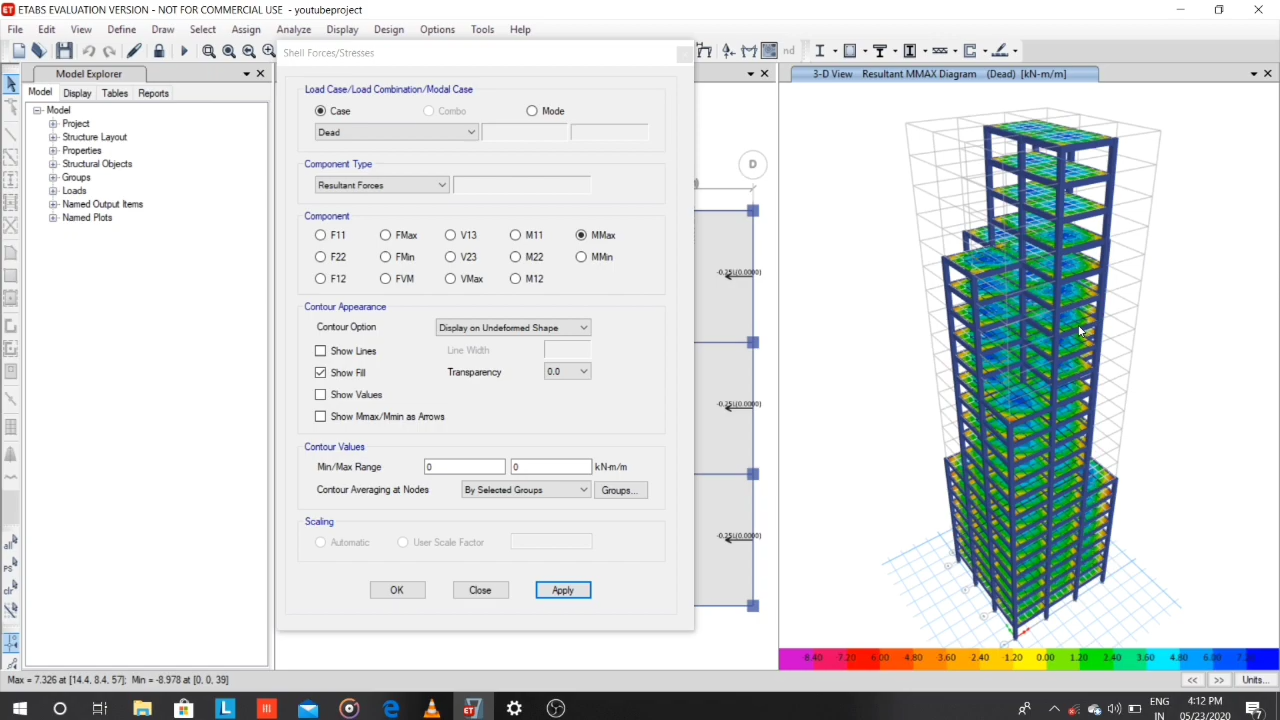 ETABS EVALUATION VERSION - NOT FOR COMMERCIAL USE - youtubeproject
File Edit View Define Draw Select Assign Analyze Display Design Options Tools Help
nd
Model Explorer
Model Display Tables Reports
Model
Project
Structure Layout
Properties
Structural Objects
Groups
Loads
Named Output Items
Named Plots
Shell Forces/Stresses
Load Case/Load Combination/Modal Case
Case Combo Mode
Dead
Component Type
Resultant Forces
Component
F11 FMax V13 M11 MMax
F22 FMin V23 M22 MMin
F12 FVM VMax M12
Contour Appearance
Contour Option Display on Undeformed Shape
Show Lines Line Width
Show Fill Transparency 0.0
Show Values
Show Mmax/Mmin as Arrows
Contour Values
Min/Max Range 0 0 kN-m/m
Contour Averaging at Nodes By Selected Groups Groups...
Scaling
Automatic User Scale Factor
OK Close Apply
D
3-D View Resultant MMAX Diagram (Dead) [kN-m/m]
-8.40 7.20 6.00 4.80 3.60 2.40 1.20 0.00 1.20 2.40 3.60 4.80
Max = 7.326 at [14.4, 8.4, 57]; Min = -8.978 at [0, 0, 39]
<< >> Units...
ENG
IN
4:12 PM
05/23/2020
7